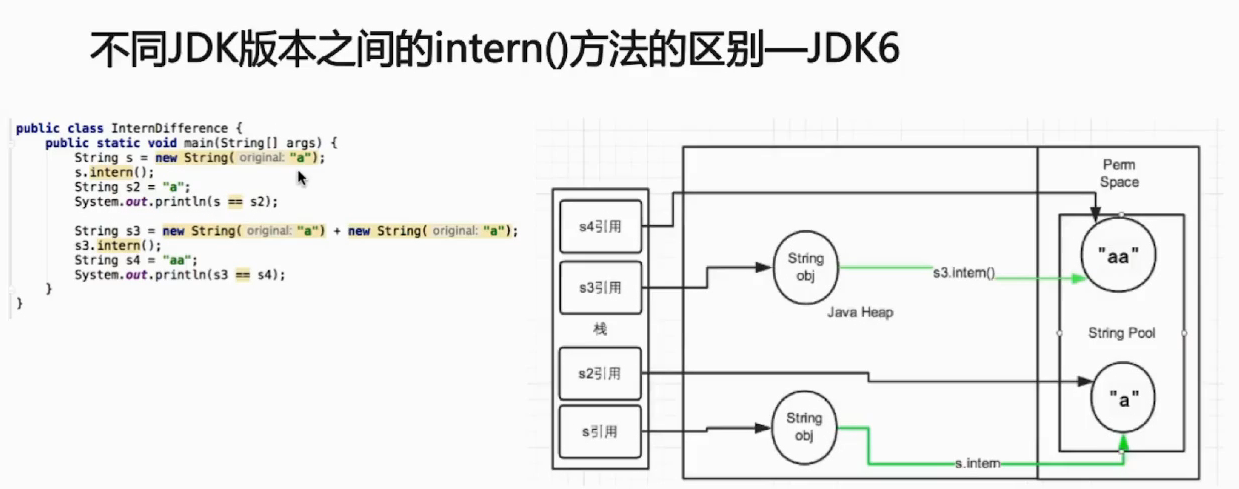 不同JDK版本之间的intern()方法的区别—JDK6
public class InternDifference {
public static void main(String[] args) {
String s = new String( original: "a");
s.intern();
String s2 = "a";
System.out.println(s == s2);
String s3 = new String( original: "a") + new String( original: "a");
s3.intern();
String s4 = "aa";
System.out.println(s3 == s4);
}
}
s4引用
s3引用
栈
s2引用
s引用
String
obj
s3.intern()
Java Heap
String
obj
s.intern
Perm
Space
"aa"
String Pool
"a"